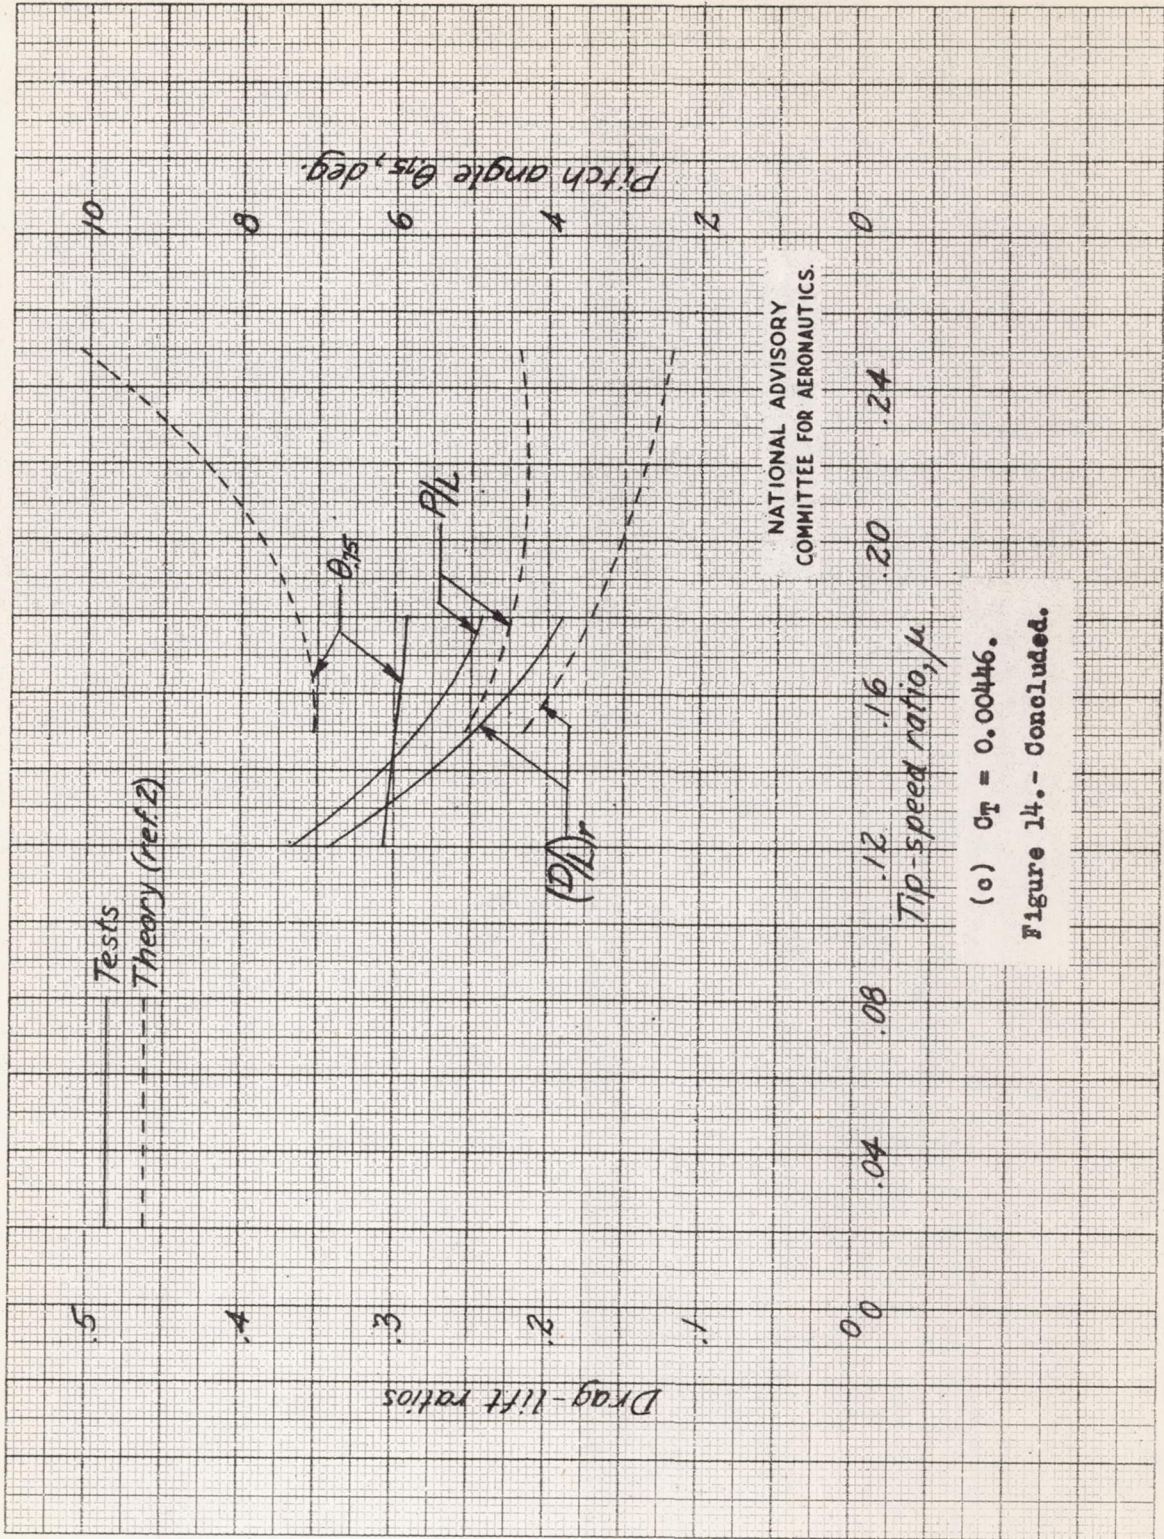 Tests
Theory (ref. 2)
.5
.4
.3
.2
.1
0
Drag-lift ratios
10
8
6
4
2
0
Pitch angle θ.75, deg.
θ.75
P/L
(D/L)r
0
.04
.08
.12
.16
.20
.24
Tip-speed ratio, μ
NATIONAL ADVISORY
COMMITTEE FOR AERONAUTICS.
(c) CT = 0.00446.
Figure 14.- Concluded.